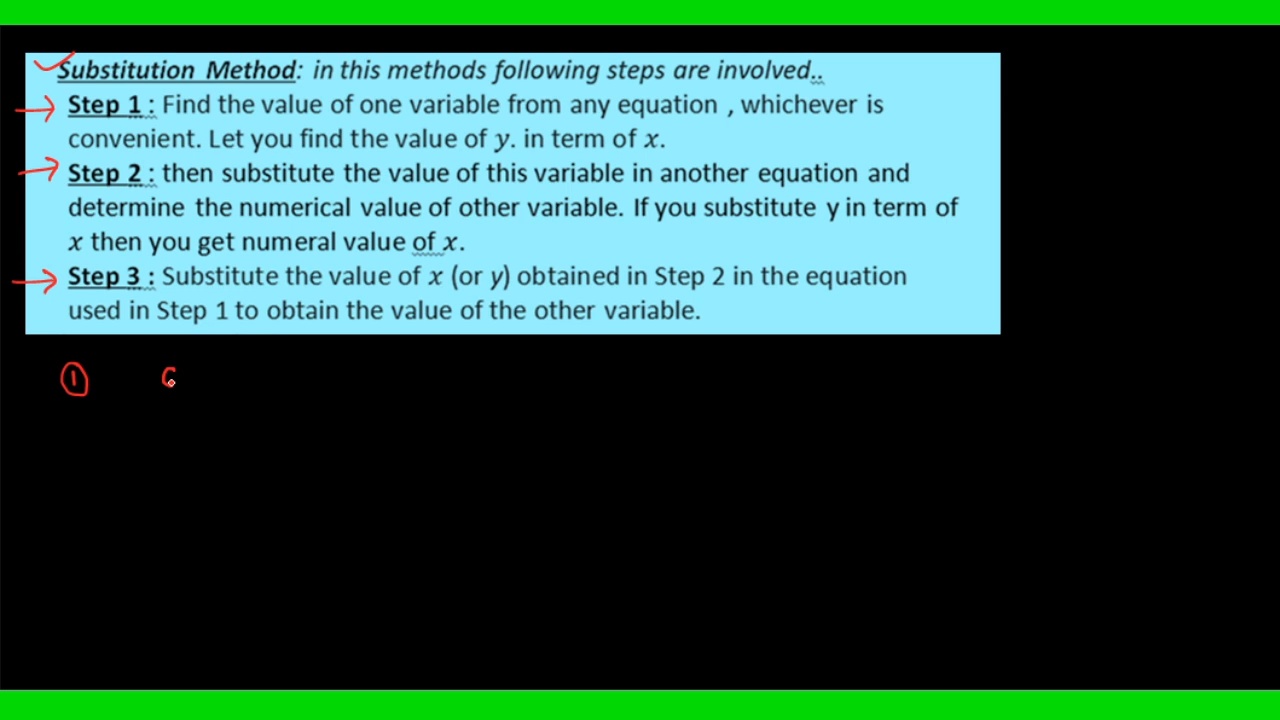 Substitution Method: in this methods following steps are involved..
Step 1 : Find the value of one variable from any equation , whichever is
convenient. Let you find the value of y. in term of x.
Step 2 : then substitute the value of this variable in another equation and
determine the numerical value of other variable. If you substitute y in term of
x then you get numeral value of x.
Step 3 : Substitute the value of x (or y) obtained in Step 2 in the equation
used in Step 1 to obtain the value of the other variable.
①